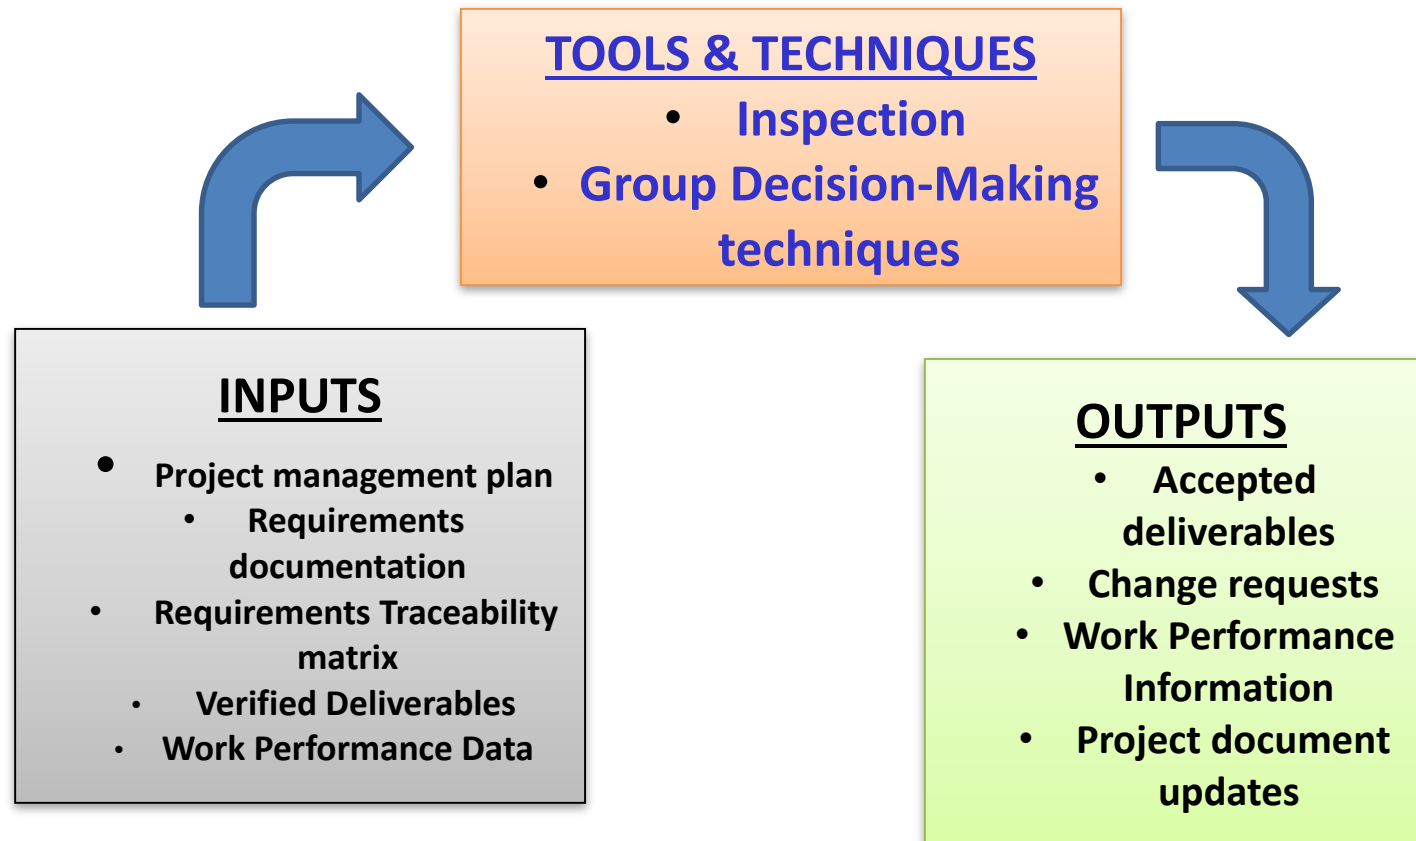 TOOLS & TECHNIQUES
• Inspection
• Group Decision-Making
techniques
INPUTS
• Project management plan
• Requirements
documentation
• Requirements Traceability
matrix
• Verified Deliverables
• Work Performance Data
OUTPUTS
• Accepted
deliverables
• Change requests
• Work Performance
Information
• Project document
updates